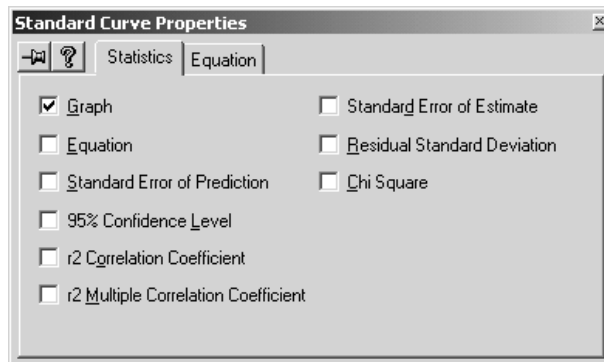 Standard Curve Properties
Statistics
Equation
Graph
Equation
Standard Error of Prediction
95% Confidence Level
r2 Correlation Coefficient
r2 Multiple Correlation Coefficient
Standard Error of Estimate
Residual Standard Deviation
Chi Square